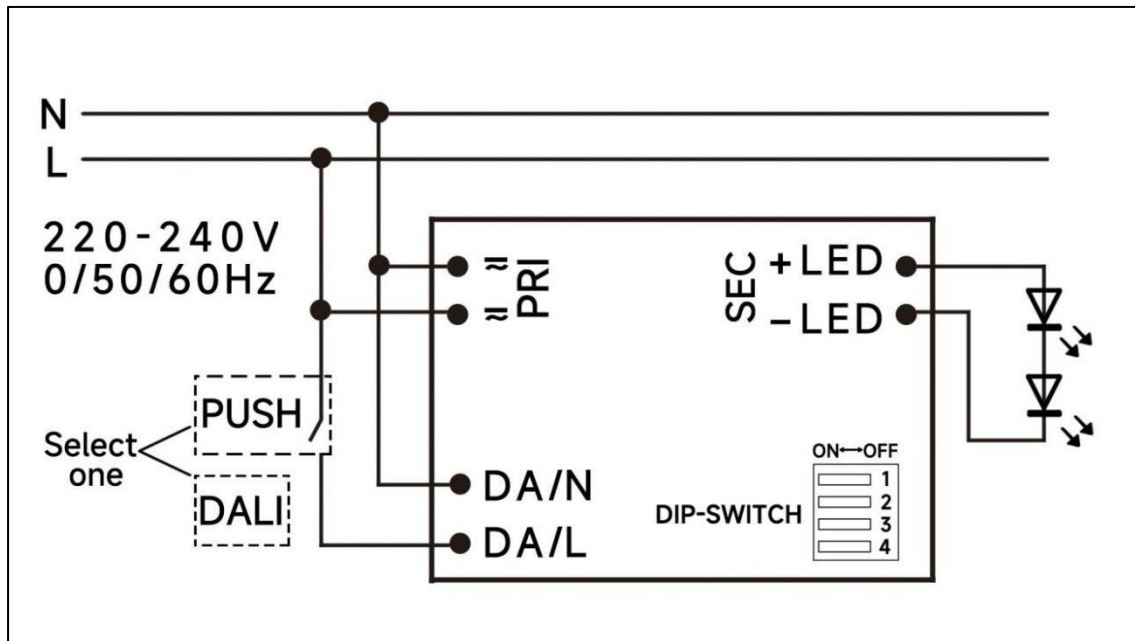 N
L
220-240V
0/50/60Hz
PRI
SEC
+LED
-LED
PUSH
Select
one
DALI
DA/N
DA/L
DIP-SWITCH
ON↔OFF
1
2
3
4